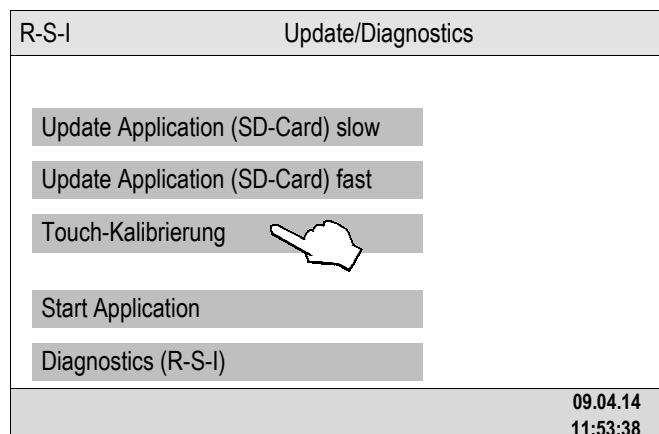 R-S-I Update/Diagnostics
Update Application (SD-Card) slow
Update Application (SD-Card) fast
Touch-Kalibrierung
Start Application
Diagnostics (R-S-I)
09.04.14
11:53:38